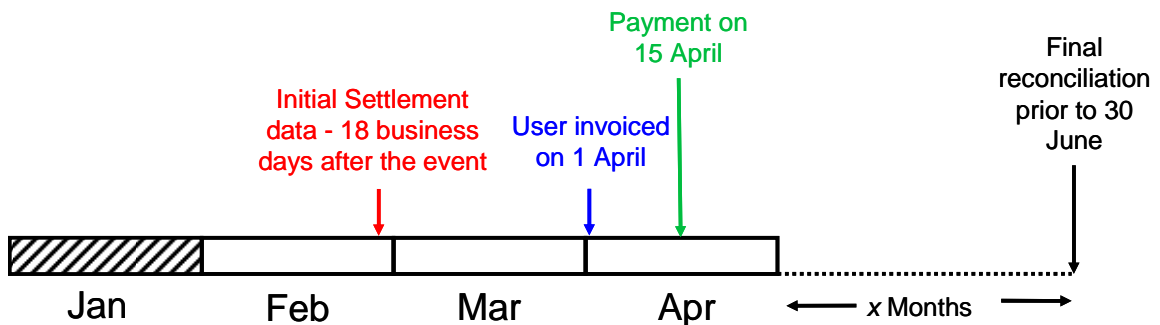 Payment on
15 April
Final
reconciliation
prior to 30
June
Initial Settlement
data - 18 business
days after the event
User invoiced
on 1 April
Jan
Feb
Mar
Apr
x Months